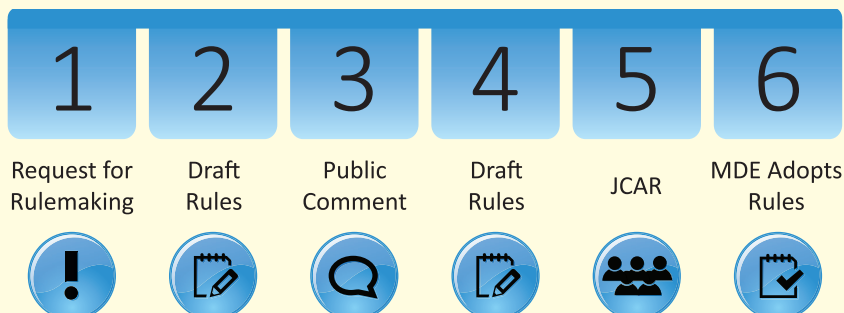 1 2 3 4 5 6
Request for
Rulemaking
Draft
Rules
Public
Comment
Draft
Rules
JCAR
MDE Adopts
Rules